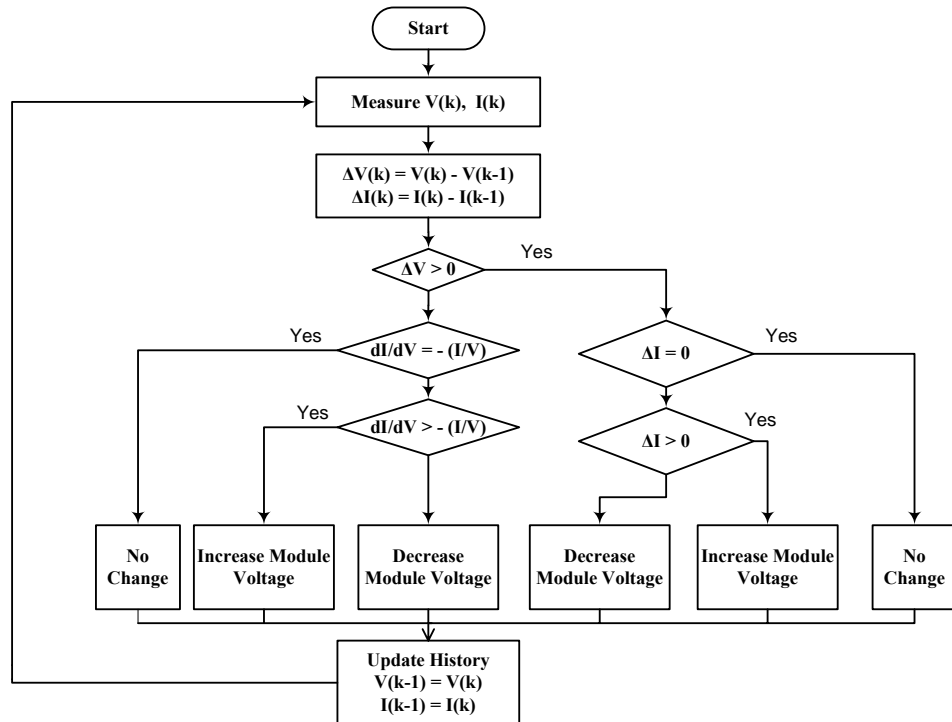 Start
Measure V(k),  I(k)
ΔV(k) = V(k) - V(k-1)
ΔI(k) = I(k) - I(k-1)
ΔV > 0
Yes
Yes
dI/dV = - (I/V)
ΔI = 0
Yes
Yes
dI/dV > - (I/V)
ΔI > 0
Yes
No
Change
Increase Module
Voltage
Decrease
Module Voltage
Decrease
Module Voltage
Increase Module
Voltage
No
Change
Update History
V(k-1) = V(k)
I(k-1) = I(k)